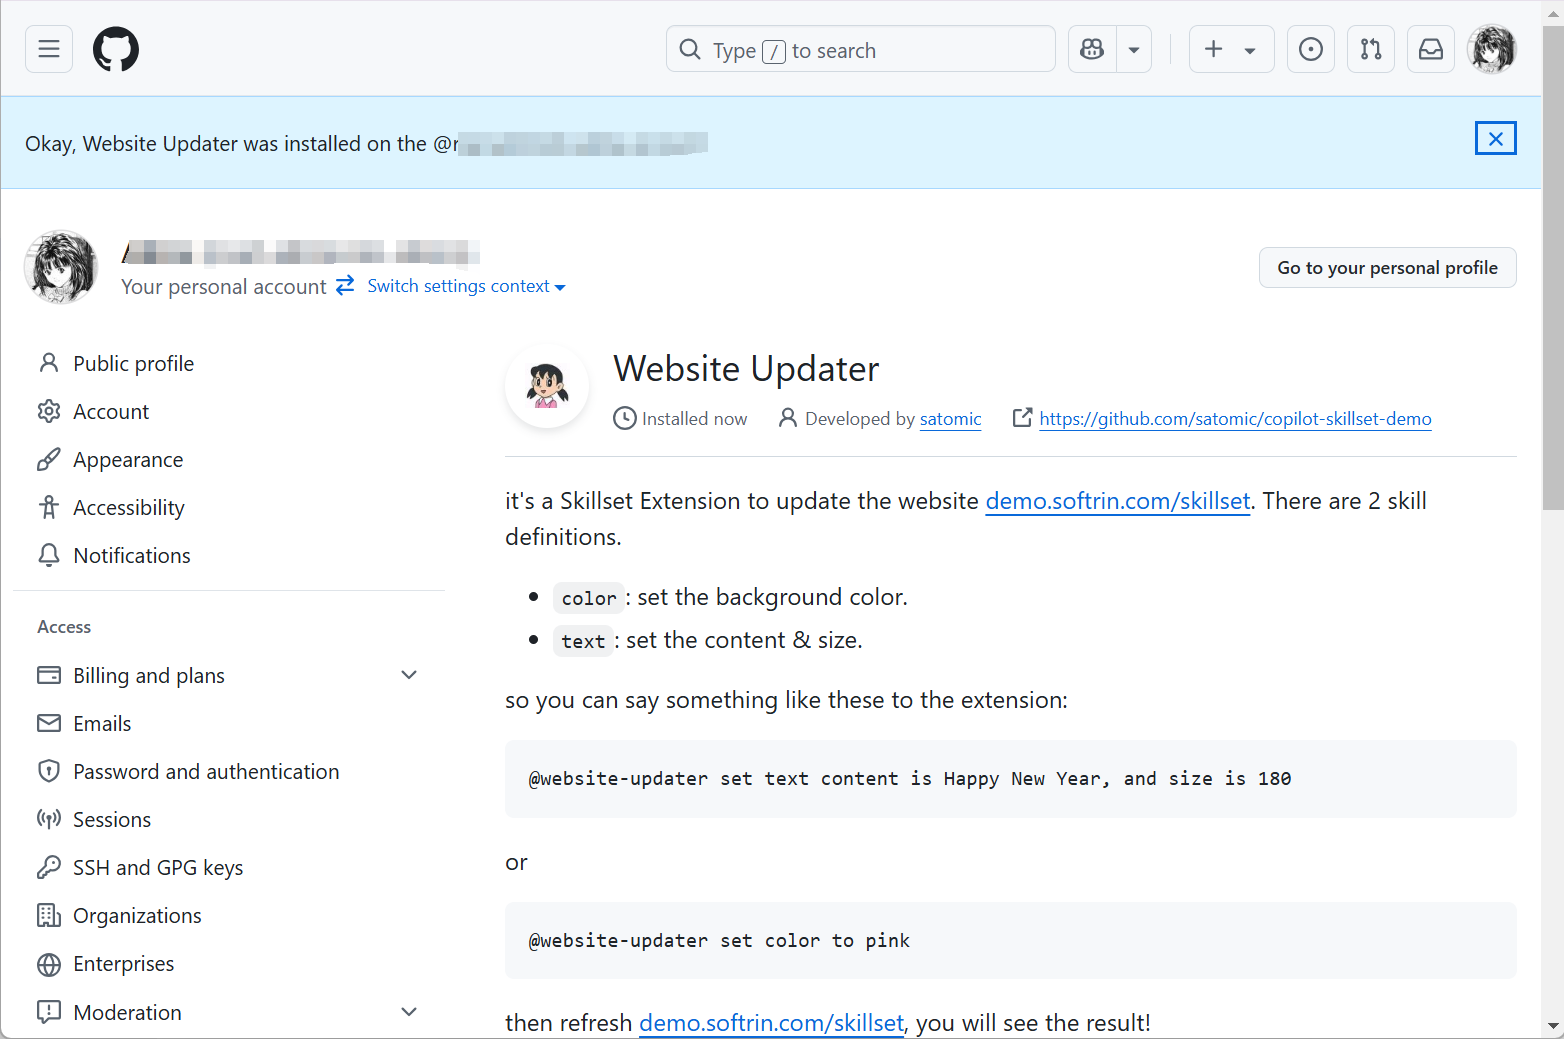 Type / to search
Okay, Website Updater was installed on the
Your personal account Switch settings context
Go to your personal profile
Public profile
Account
Appearance
Accessibility
Notifications
Access
Billing and plans
Emails
Password and authentication
Sessions
SSH and GPG keys
Organizations
Enterprises
Moderation
Website Updater
Installed now Developed by satomic https://github.com/satomic/copilot-skillset-demo
it's a Skillset Extension to update the website demo.softrin.com/skillset. There are 2 skill
definitions.
color: set the background color.
text: set the content & size.
so you can say something like these to the extension:
@website-updater set text content is Happy New Year, and size is 180
or
@website-updater set color to pink
then refresh demo.softrin.com/skillset, you will see the result!